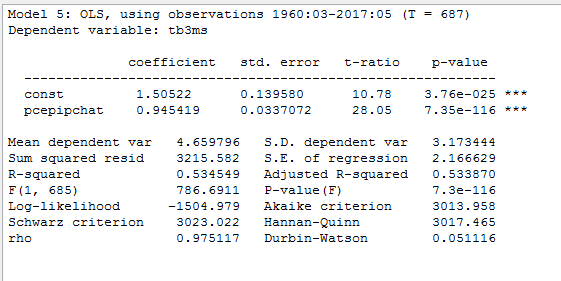 Model 5: OLS, using observations 1960:03-2017:05 (T = 687)
Dependent variable: tb3ms
coefficient std. error t-ratio p-value
---------------------------------------------------------
const 1.50522 0.139580 10.78 3.76e-025 ***
pcepipchat 0.945419 0.0337072 28.05 7.35e-116 ***
Mean dependent var 4.659796 S.D. dependent var 3.173444
Sum squared resid 3215.582 S.E. of regression 2.166629
R-squared 0.534549 Adjusted R-squared 0.533870
F(1, 685) 786.6911 P-value(F) 7.3e-116
Log-likelihood -1504.979 Akaike criterion 3013.958
Schwarz criterion 3023.022 Hannan-Quinn 3017.465
rho 0.975117 Durbin-Watson 0.051116